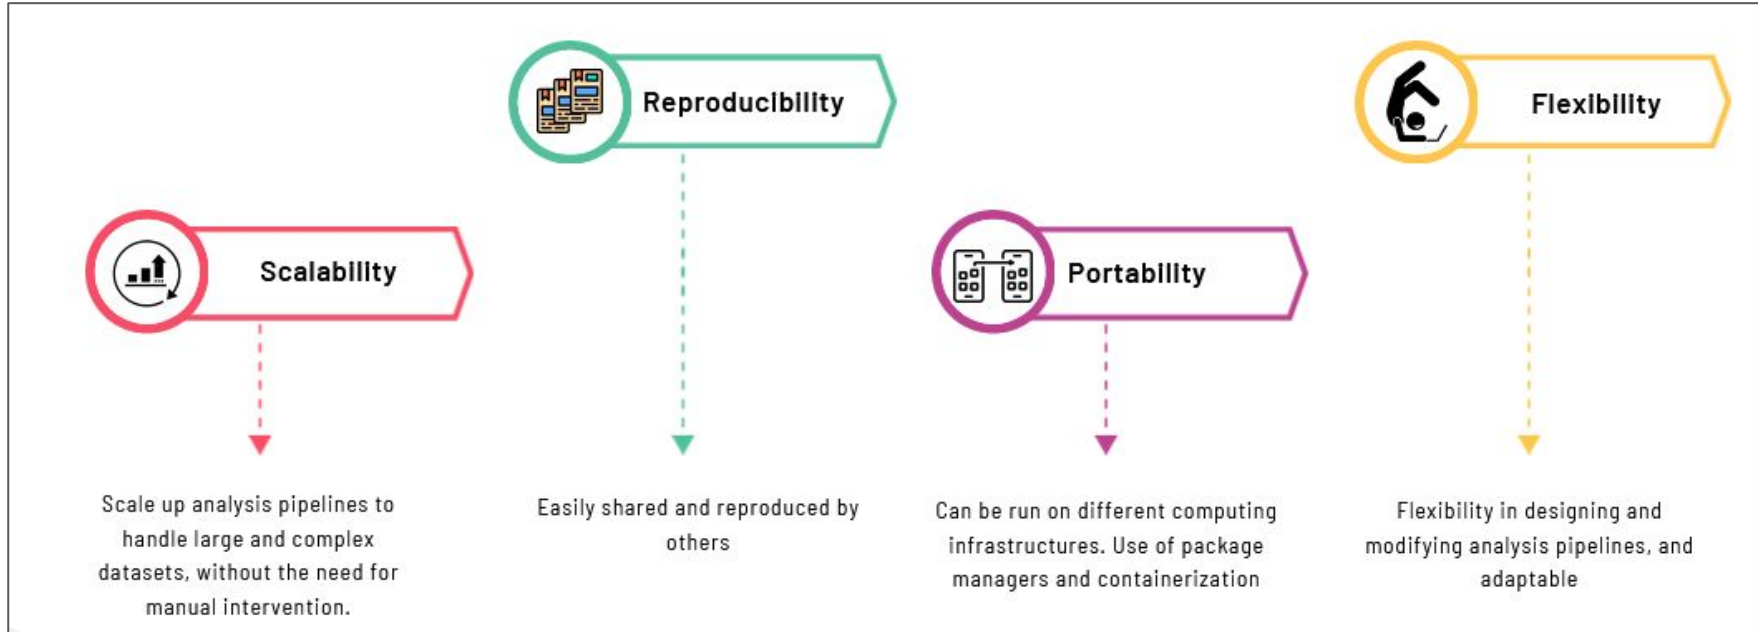 Scalability
Scale up analysis pipelines to
handle large and complex
datasets, without the need for
manual intervention.
Reproducibility
Easily shared and reproduced by
others
Portability
Can be run on different computing
infrastructures. Use of package
managers and containerization
Flexibility
Flexibility in designing and
modifying analysis pipelines, and
adaptable